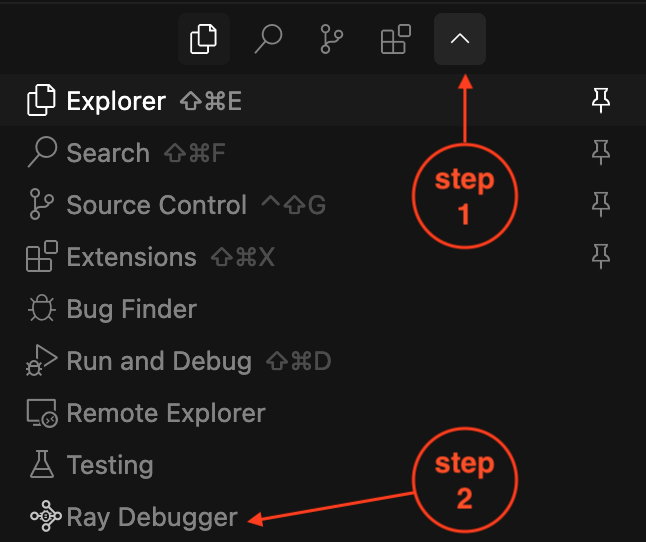 Explorer ⇧⌘E
Search ⇧⌘F
Source Control ⌃⇧G
Extensions ⇧⌘X
Bug Finder
Run and Debug ⇧⌘D
Remote Explorer
Testing
Ray Debugger
step
1
step
2